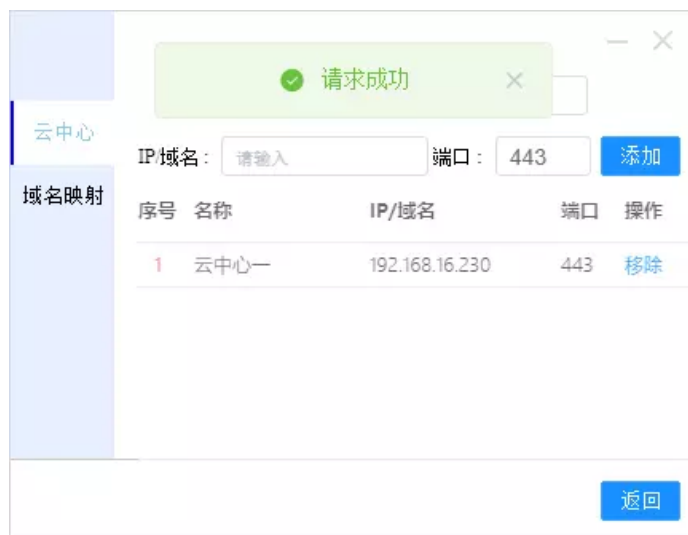 请求成功
云中心
IP/域名： 请输入 端口： 443 添加
域名映射
序号 名称 IP/域名 端口 操作
1 云中心一 192.168.16.230 443 移除
返回